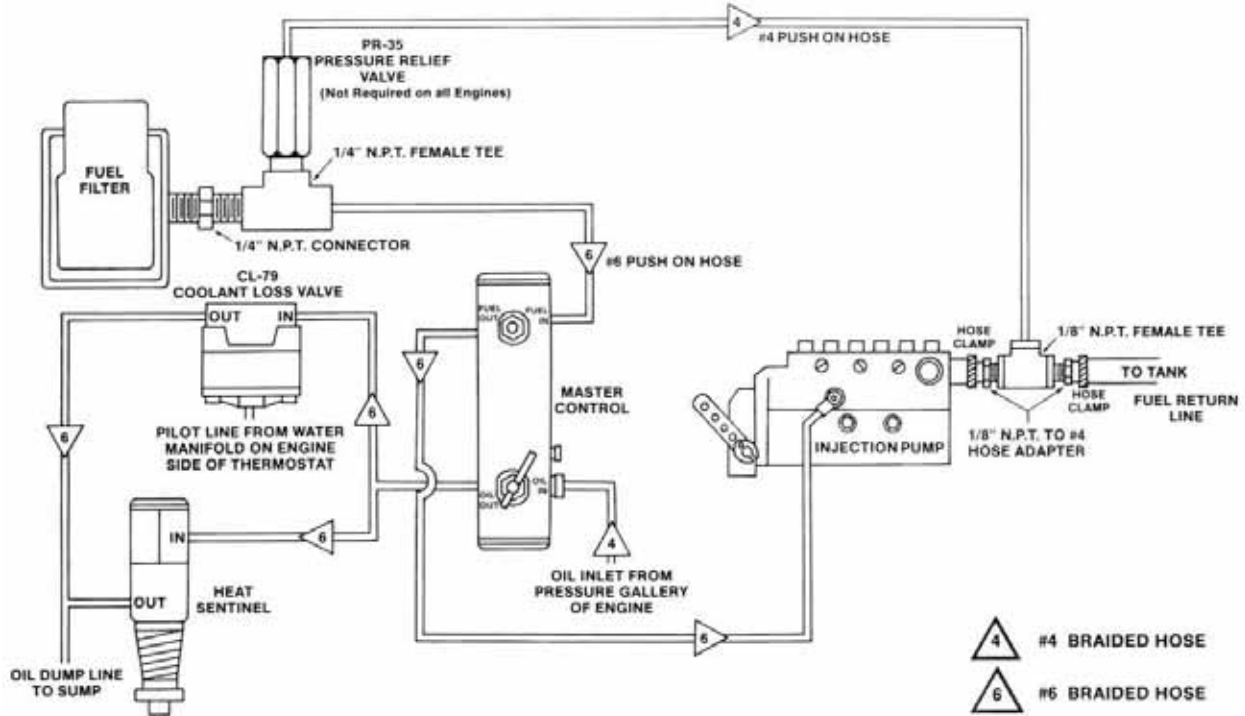 4
#4 PUSH ON HOSE
PR-35
PRESSURE RELIEF
VALVE
(Not Required on all Engines)
1/4" N.P.T. FEMALE TEE
FUEL
FILTER
1/4" N.P.T. CONNECTOR
6
#6 PUSH ON HOSE
CL-79
COOLANT LOSS VALVE
OUT IN
FUEL
OUT
FUEL
IN
6
6
6
PILOT LINE FROM WATER
MANIFOLD ON ENGINE
SIDE OF THERMOSTAT
MASTER
CONTROL
OIL
OUT
OIL
IN
HOSE
CLAMP
1/8" N.P.T. FEMALE TEE
TO TANK
HOSE
CLAMP
FUEL RETURN
LINE
1/8" N.P.T. TO #4
HOSE ADAPTER
INJECTION PUMP
IN
6
4
OUT
HEAT
SENTINEL
OIL INLET FROM
PRESSURE GALLERY
OF ENGINE
6
OIL DUMP LINE
TO SUMP
4 #4 BRAIDED HOSE
6 #6 BRAIDED HOSE